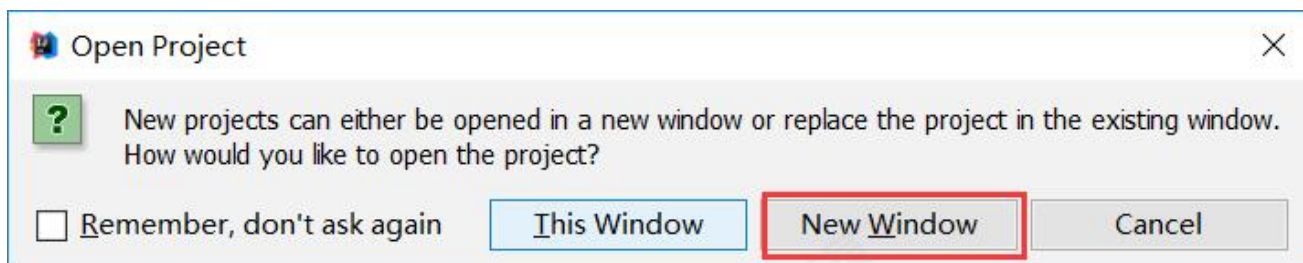 Open Project
New projects can either be opened in a new window or replace the project in the existing window.
How would you like to open the project?
Remember, don't ask again
This Window
New Window
Cancel